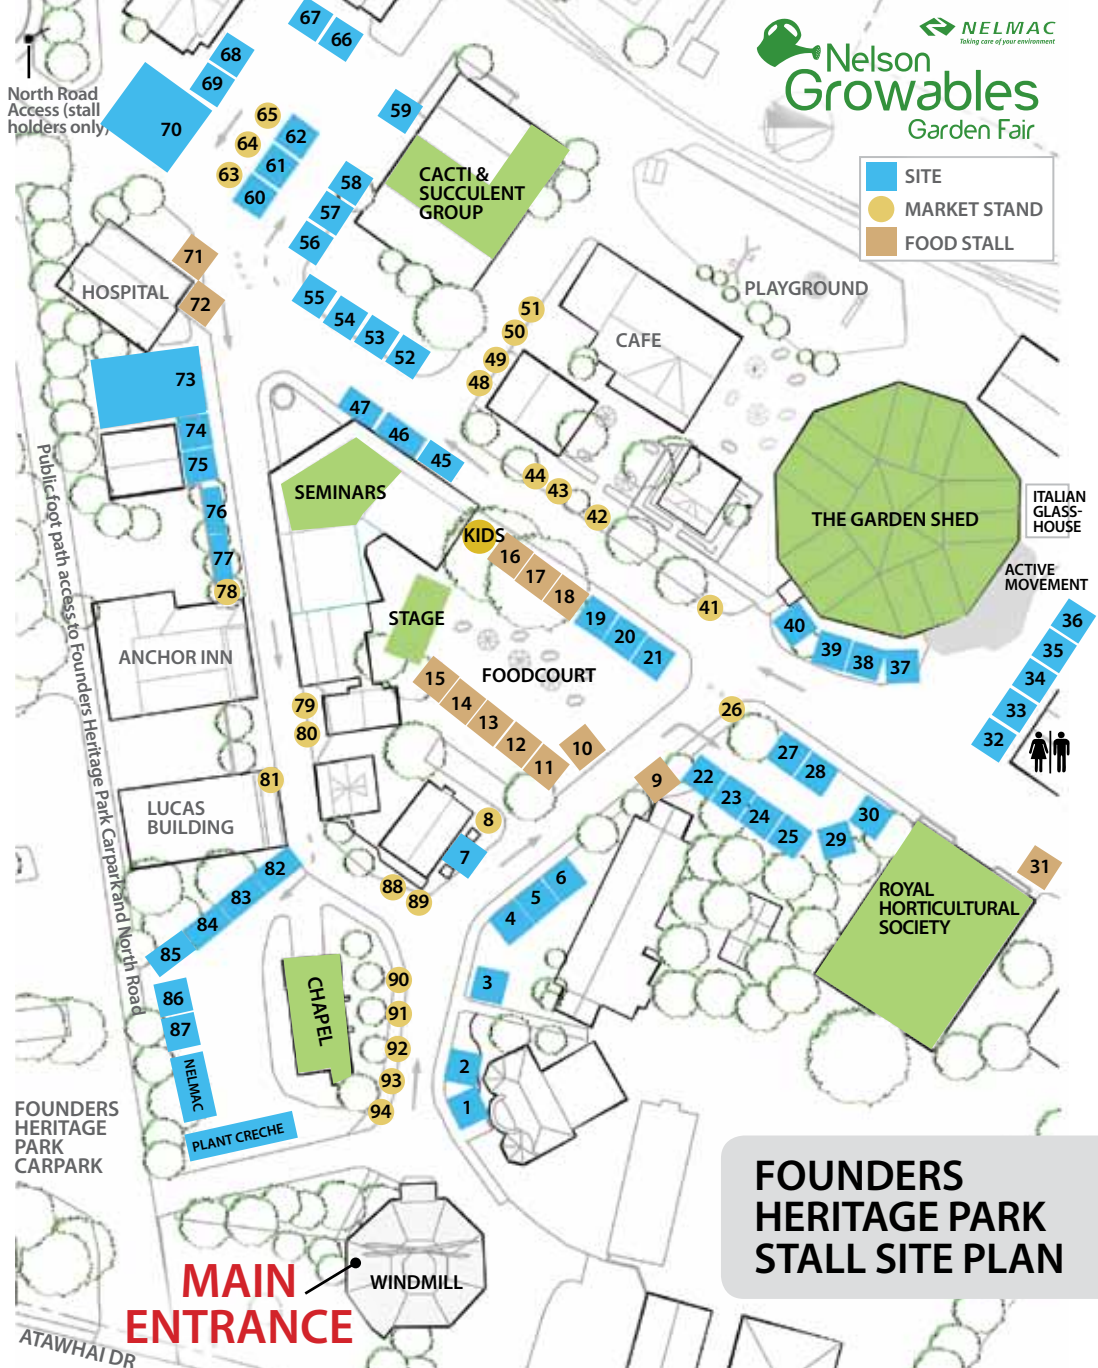 NELMAC
Taking care of your environment
Nelson
Growables
Garden Fair
SITE
MARKET STAND
FOOD STALL
North Road
Access (stall
holders only)
67
66
68
69
70
65
64
63
62
61
60
59
58
57
56
CACTI &
SUCCULENT
GROUP
71
72
HOSPITAL
55
54
53
52
51
50
49
48
CAFE
PLAYGROUND
73
74
75
76
77
78
47
46
45
SEMINARS
44
43
42
KIDS
16
17
18
19
20
21
41
THE GARDEN SHED
ITALIAN
GLASS-
HOUSE
ACTIVE
MOVEMENT
40
39
38
37
36
35
34
33
32
STAGE
FOODCOURT
15
14
13
12
11
10
ANCHOR INN
79
80
81
LUCAS
BUILDING
26
27
28
9
22
23
24
25
29
30
31
8
7
88
89
6
5
4
3
2
1
ROYAL
HORTICULTURAL
SOCIETY
82
83
84
85
86
87
NELMAC
PLANT CRECHE
CHAPEL
90
91
92
93
94
Public foot path access to Founders Heritage Park Carpark and North Road
FOUNDERS
HERITAGE
PARK
CARPARK
MAIN
ENTRANCE
WINDMILL
ATAWHAI DR
FOUNDERS
HERITAGE PARK
STALL SITE PLAN